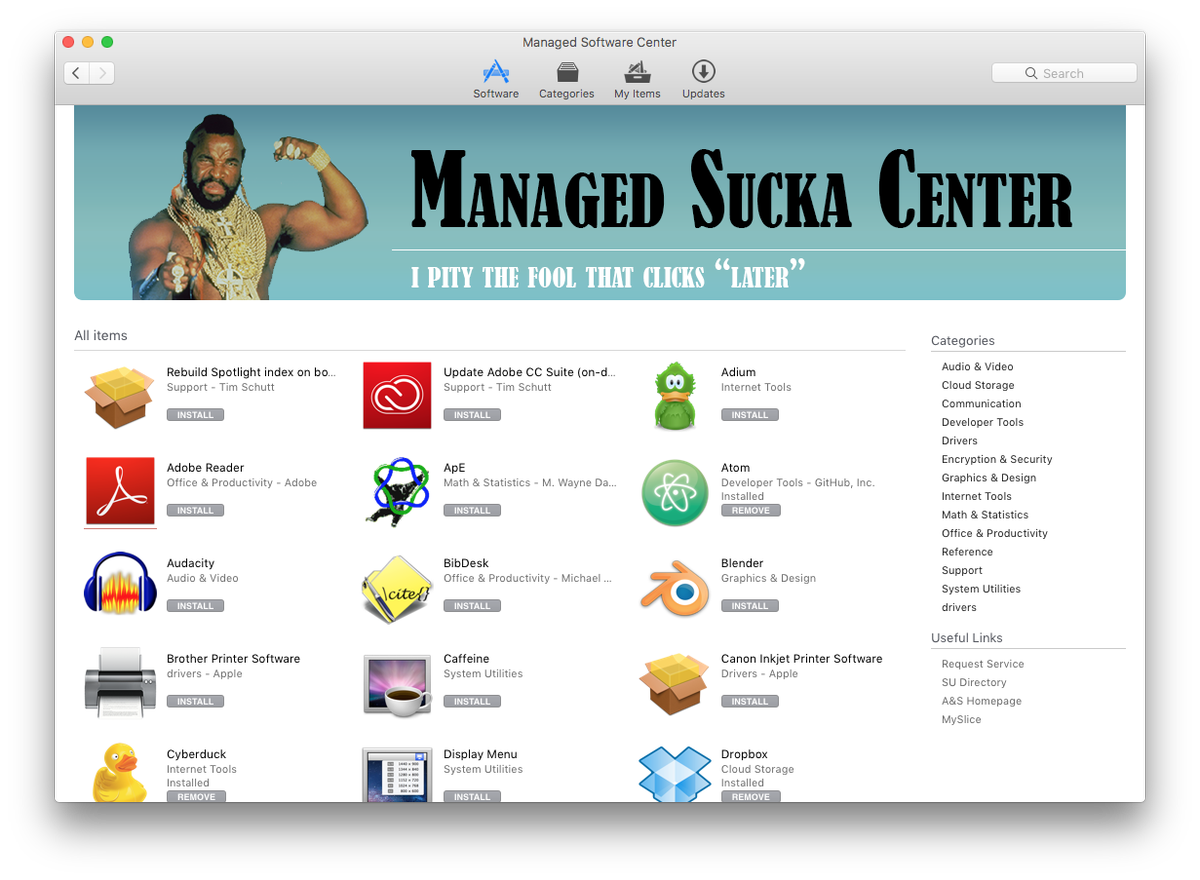 Managed Software Center
Software
Categories
My Items
Updates
Search
Managed Sucka Center
I pity the fool that clicks “later”
All items
Rebuild Spotlight index on bo...
Support - Tim Schutt
INSTALL
Update Adobe CC Suite (on-d...
Support - Tim Schutt
INSTALL
Adium
Internet Tools
INSTALL
Adobe Reader
Office & Productivity - Adobe
INSTALL
ApE
Math & Statistics - M. Wayne Da...
INSTALL
Atom
Developer Tools - GitHub, Inc.
Installed
REMOVE
Audacity
Audio & Video
INSTALL
\cite{}
BibDesk
Office & Productivity - Michael ...
INSTALL
Blender
Graphics & Design
INSTALL
Brother Printer Software
drivers - Apple
INSTALL
Caffeine
System Utilities
INSTALL
Canon Inkjet Printer Software
Drivers - Apple
INSTALL
Cyberduck
Internet Tools
Installed
REMOVE
Display Menu
System Utilities
INSTALL
Dropbox
Cloud Storage
Installed
REMOVE
Categories
Audio & Video
Cloud Storage
Communication
Developer Tools
Drivers
Encryption & Security
Graphics & Design
Internet Tools
Math & Statistics
Office & Productivity
Reference
Support
System Utilities
drivers
Useful Links
Request Service
SU Directory
A&S Homepage
MySlice